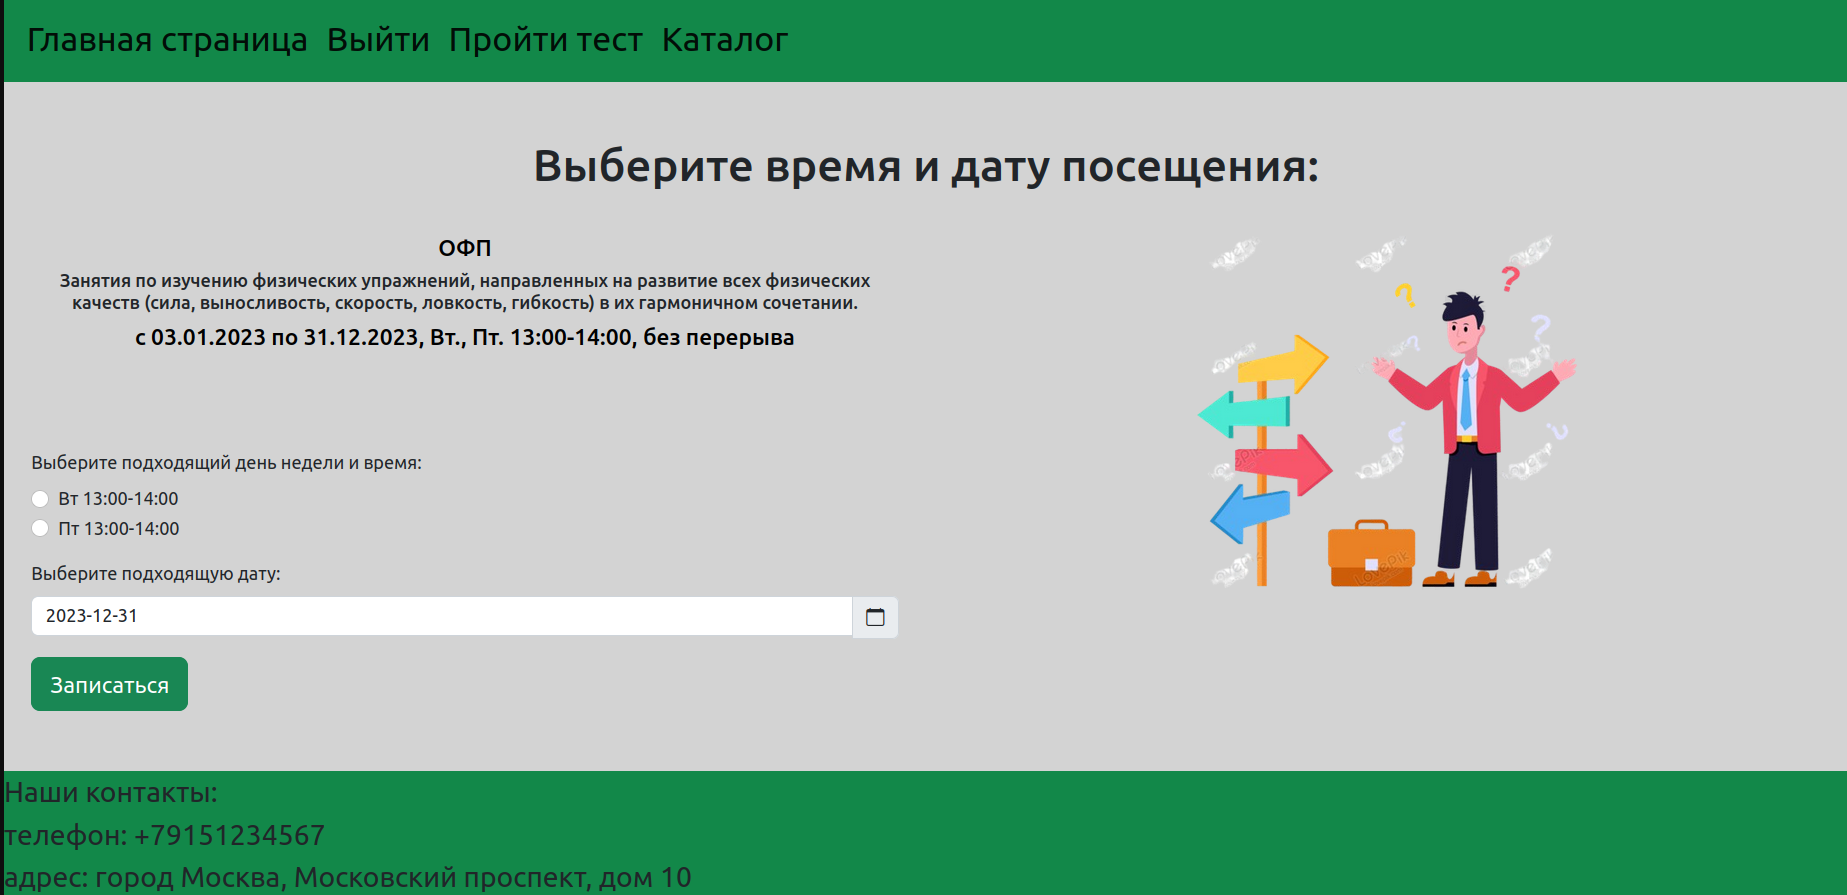 Главная страница Выйти Пройти тест Каталог
Выберите время и дату посещения:
ОФП
Занятия по изучению физических упражнений, направленных на развитие всех физических
качеств (сила, выносливость, скорость, ловкость, гибкость) в их гармоничном сочетании.
с 03.01.2023 по 31.12.2023, Вт., Пт. 13:00-14:00, без перерыва
Выберите подходящий день недели и время:
Вт 13:00-14:00
Пт 13:00-14:00
Выберите подходящую дату:
2023-12-31
Записаться
Наши контакты:
телефон: +79151234567
адрес: город Москва, Московский проспект, дом 10